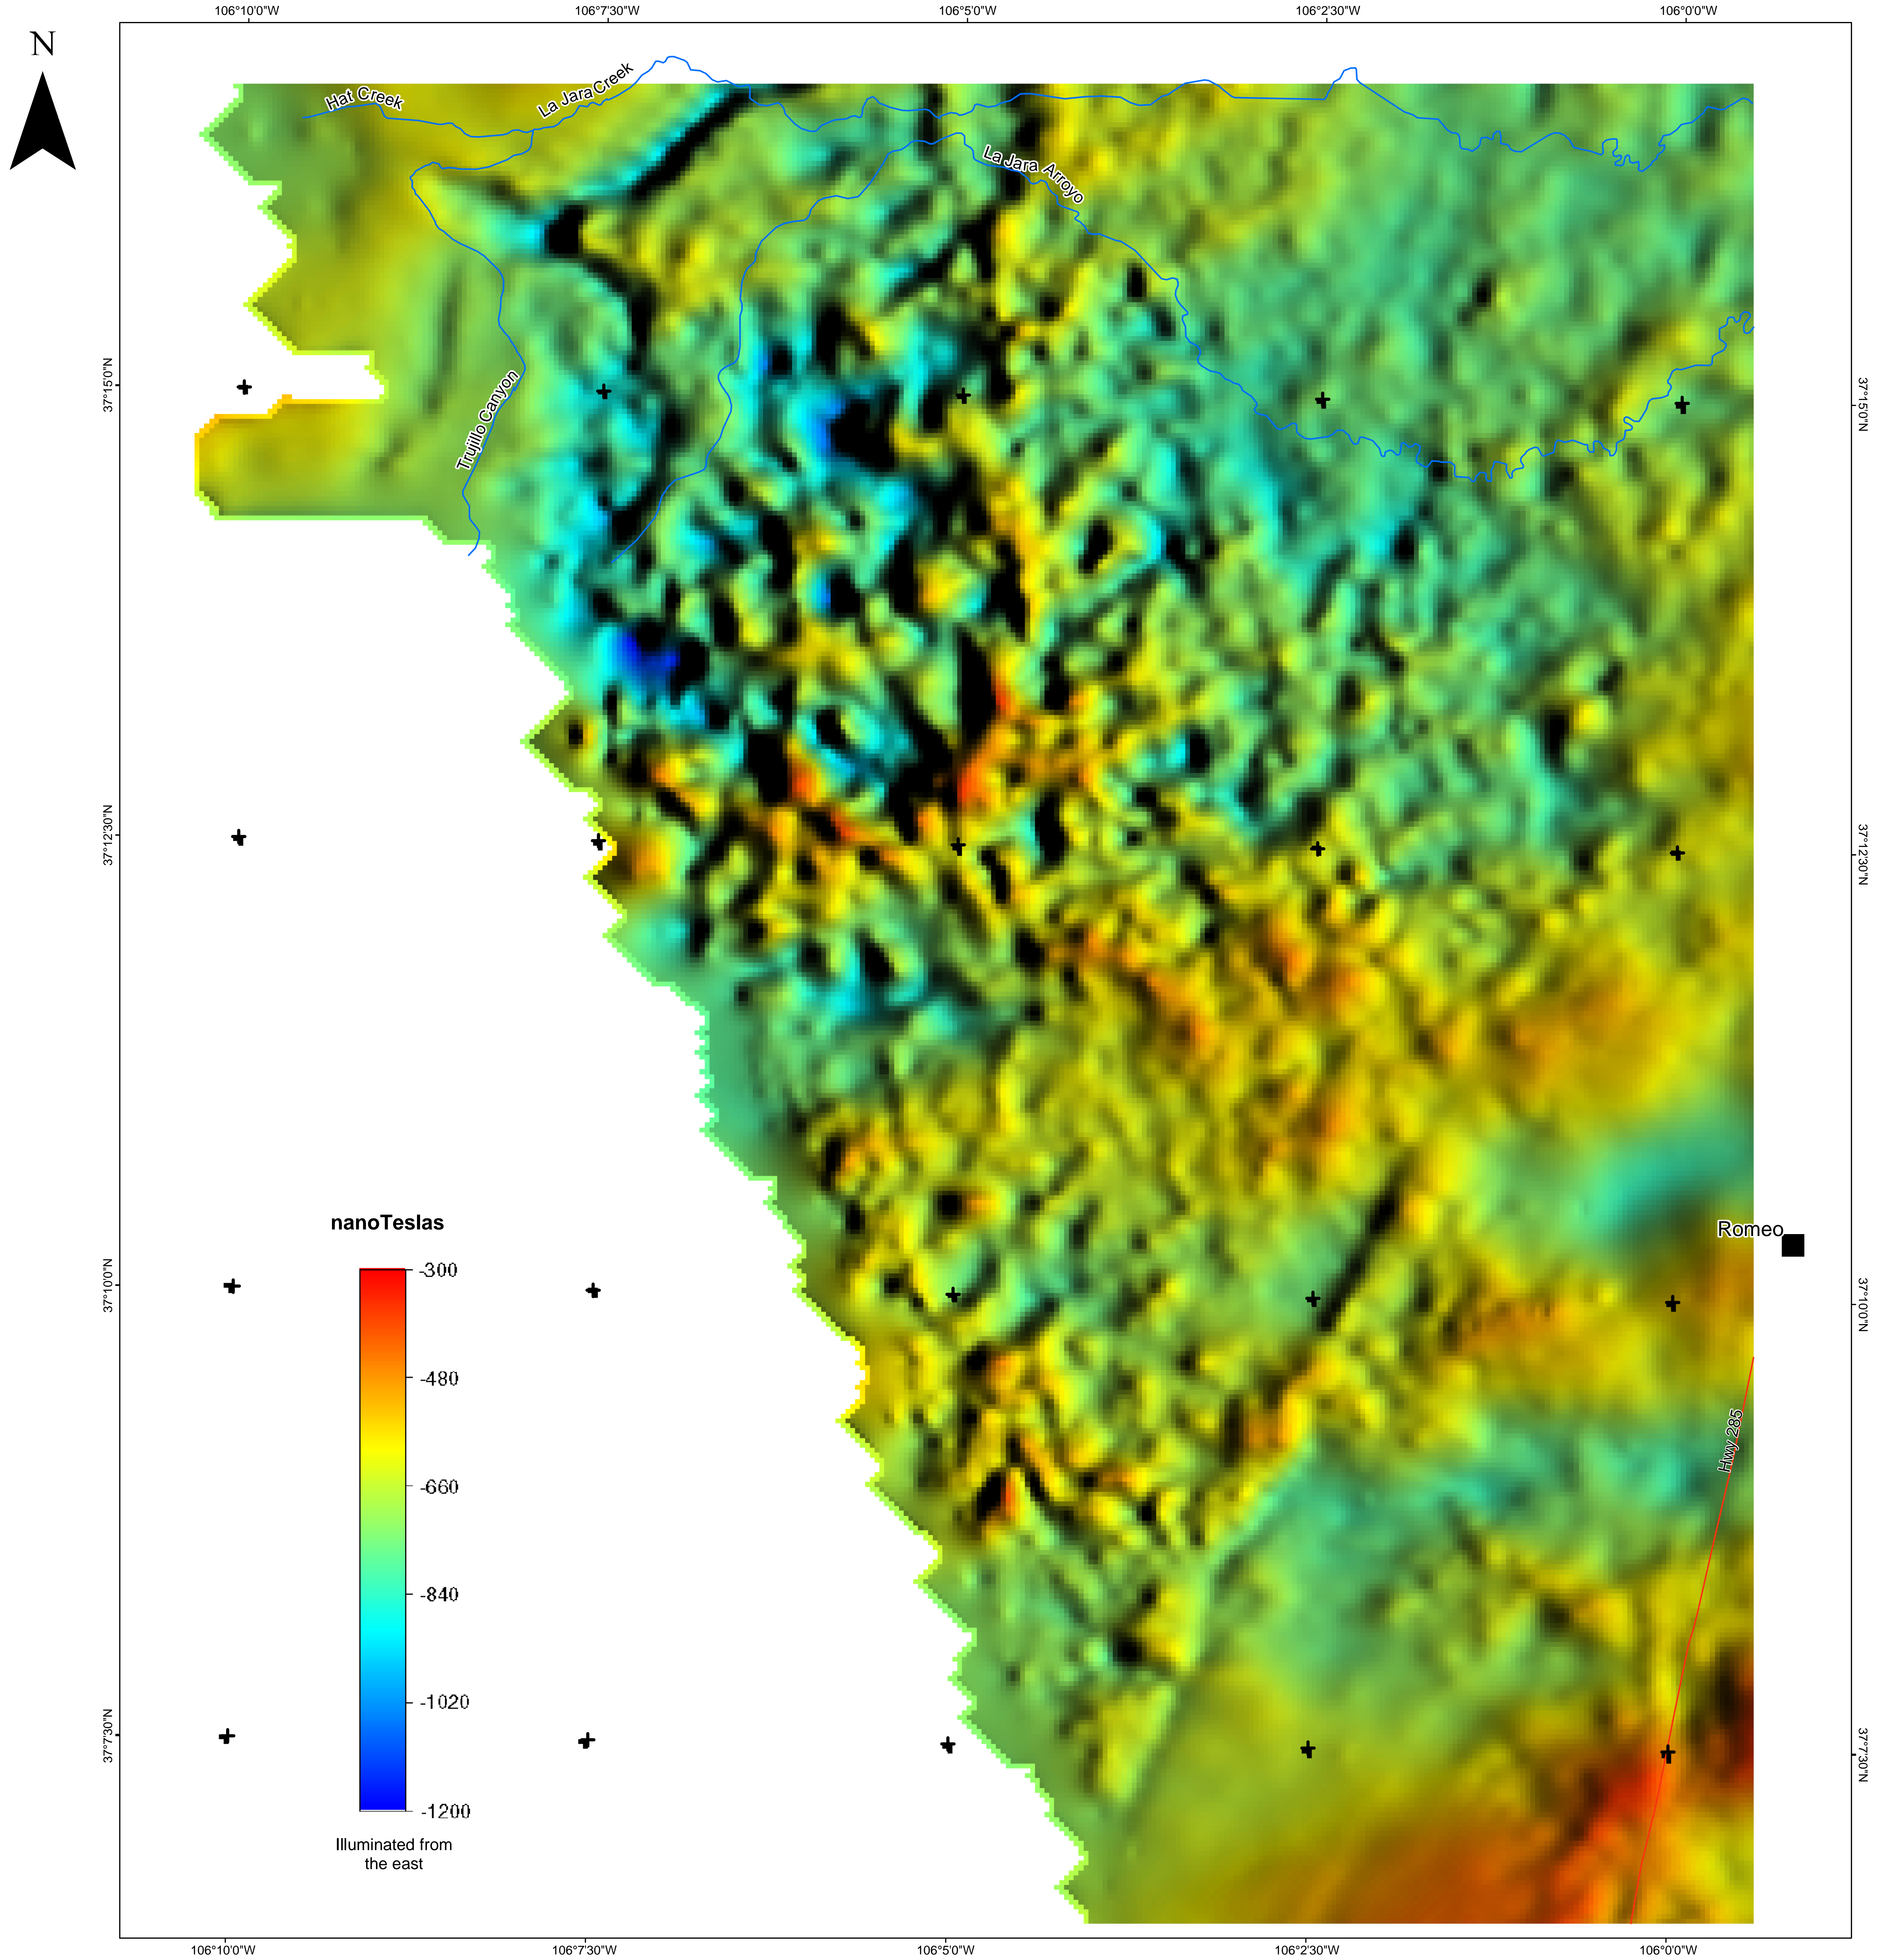 106°10'0"W 106°7'30"W 106°5'0"W 106°2'30"W 106°0'0"W
N
Hat Creek
La Jara Creek
La Jara Arroyo
37°15'0"N
37°15'0"N
Trujillo Canyon
37°12'30"N
37°12'30"N
nanoTeslas
Romeo
-300
37°10'0"N
37°10'0"N
-480
Hwy 285
-660
-840
-1020
37°7'30"N
37°7'30"N
-1200
Illuminated from
the east
106°10'0"W 106°7'30"W 106°5'0"W 106°2'30"W 106°0'0"W